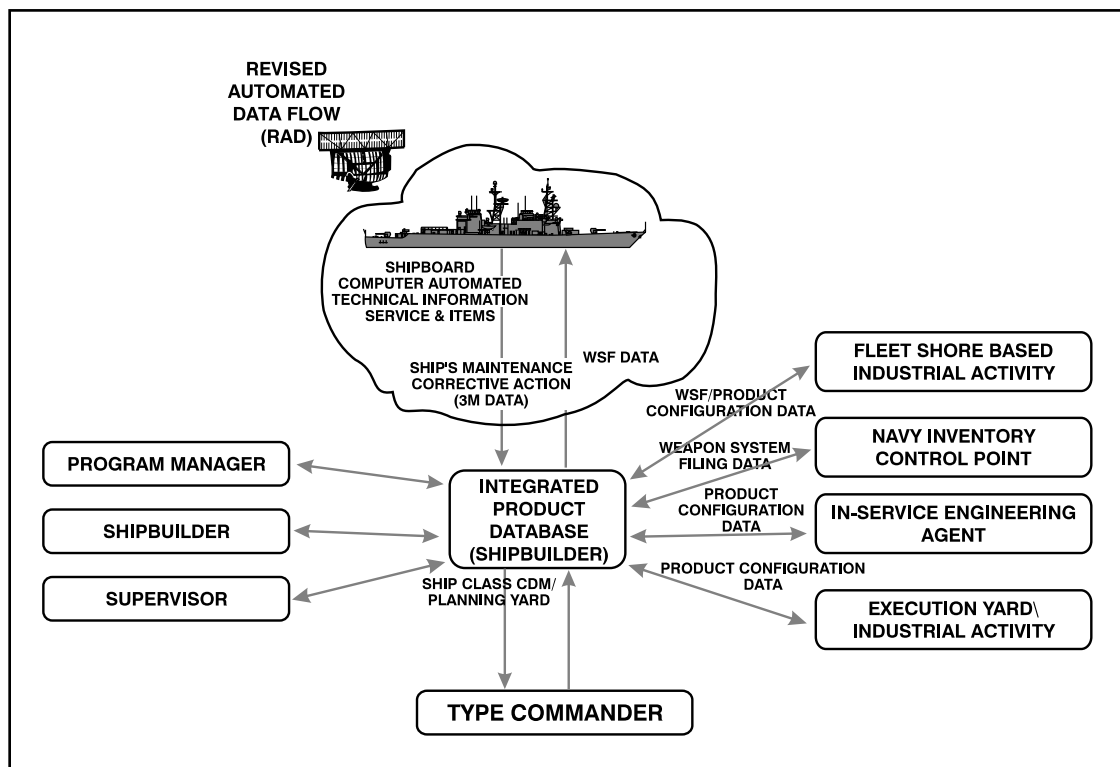 REVISED
AUTOMATED
DATA FLOW
(RAD)
SHIPBOARD
COMPUTER AUTOMATED
TECHNICAL INFORMATION
SERVICE & ITEMS
SHIP'S MAINTENANCE
CORRECTIVE ACTION
(3M DATA)
WSF DATA
FLEET SHORE BASED
INDUSTRIAL ACTIVITY
WSF/PRODUCT
CONFIGURATION DATA
NAVY INVENTORY
CONTROL POINT
WEAPON SYSTEM
FILING DATA
PROGRAM MANAGER
INTEGRATED
PRODUCT
DATABASE
(SHIPBUILDER)
PRODUCT
CONFIGURATION
DATA
IN-SERVICE ENGINEERING
AGENT
SHIPBUILDER
PRODUCT CONFIGURATION
DATA
SUPERVISOR
SHIP CLASS CDM/
PLANNING YARD
EXECUTION YARD\
INDUSTRIAL ACTIVITY
TYPE COMMANDER